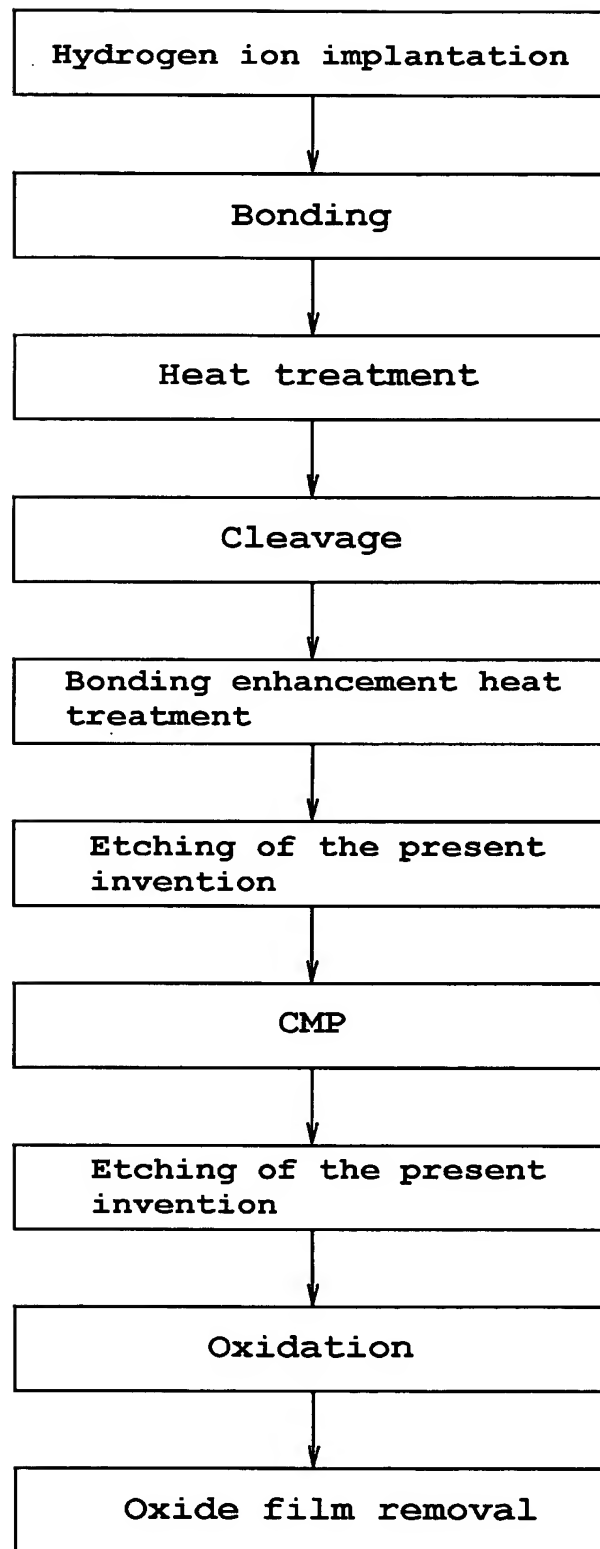 Hydrogen ion implantation
Bonding
Heat treatment
Cleavage
Bonding enhancement heat
treatment
Etching of the present
invention
CMP
Etching of the present
invention
Oxidation
Oxide film removal